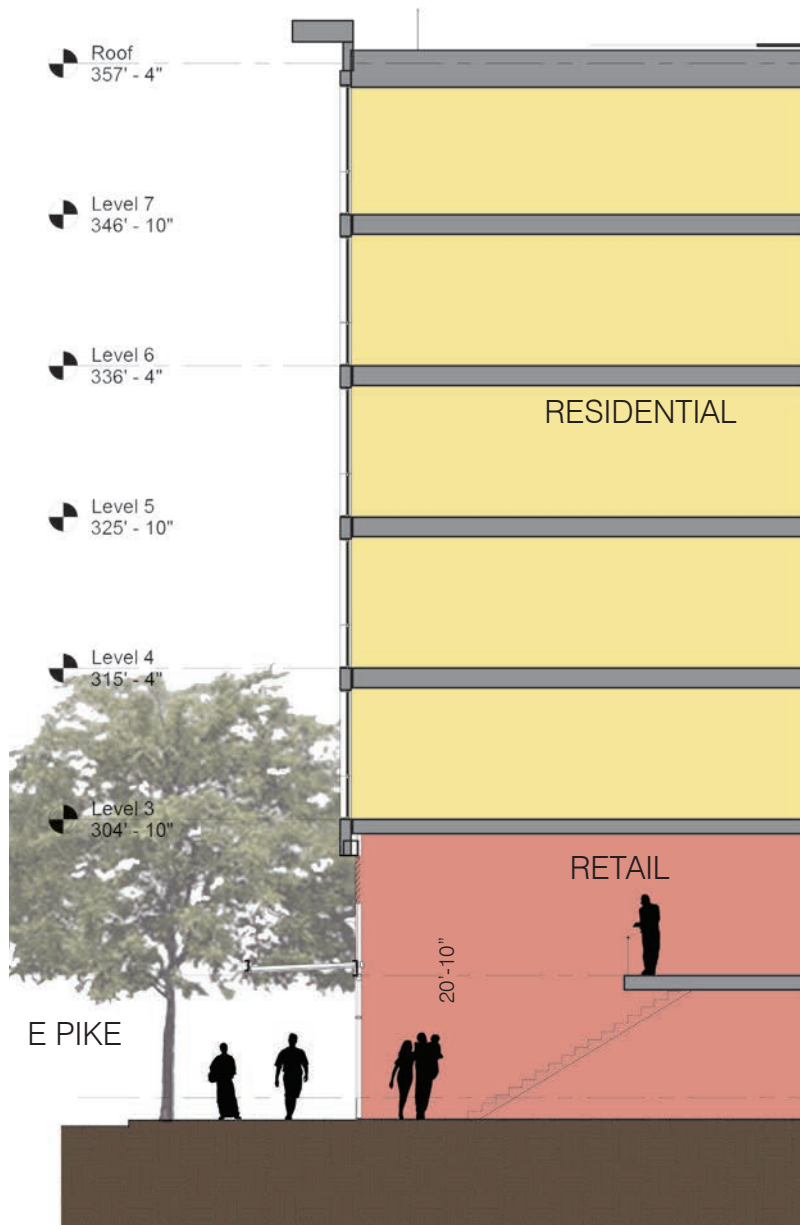 Roof
357' - 4"
Level 7
346' - 10"
Level 6
336' - 4"
RESIDENTIAL
Level 5
325' - 10"
Level 4
315' - 4"
Level 3
304' - 10"
RETAIL
20'-10"
E PIKE